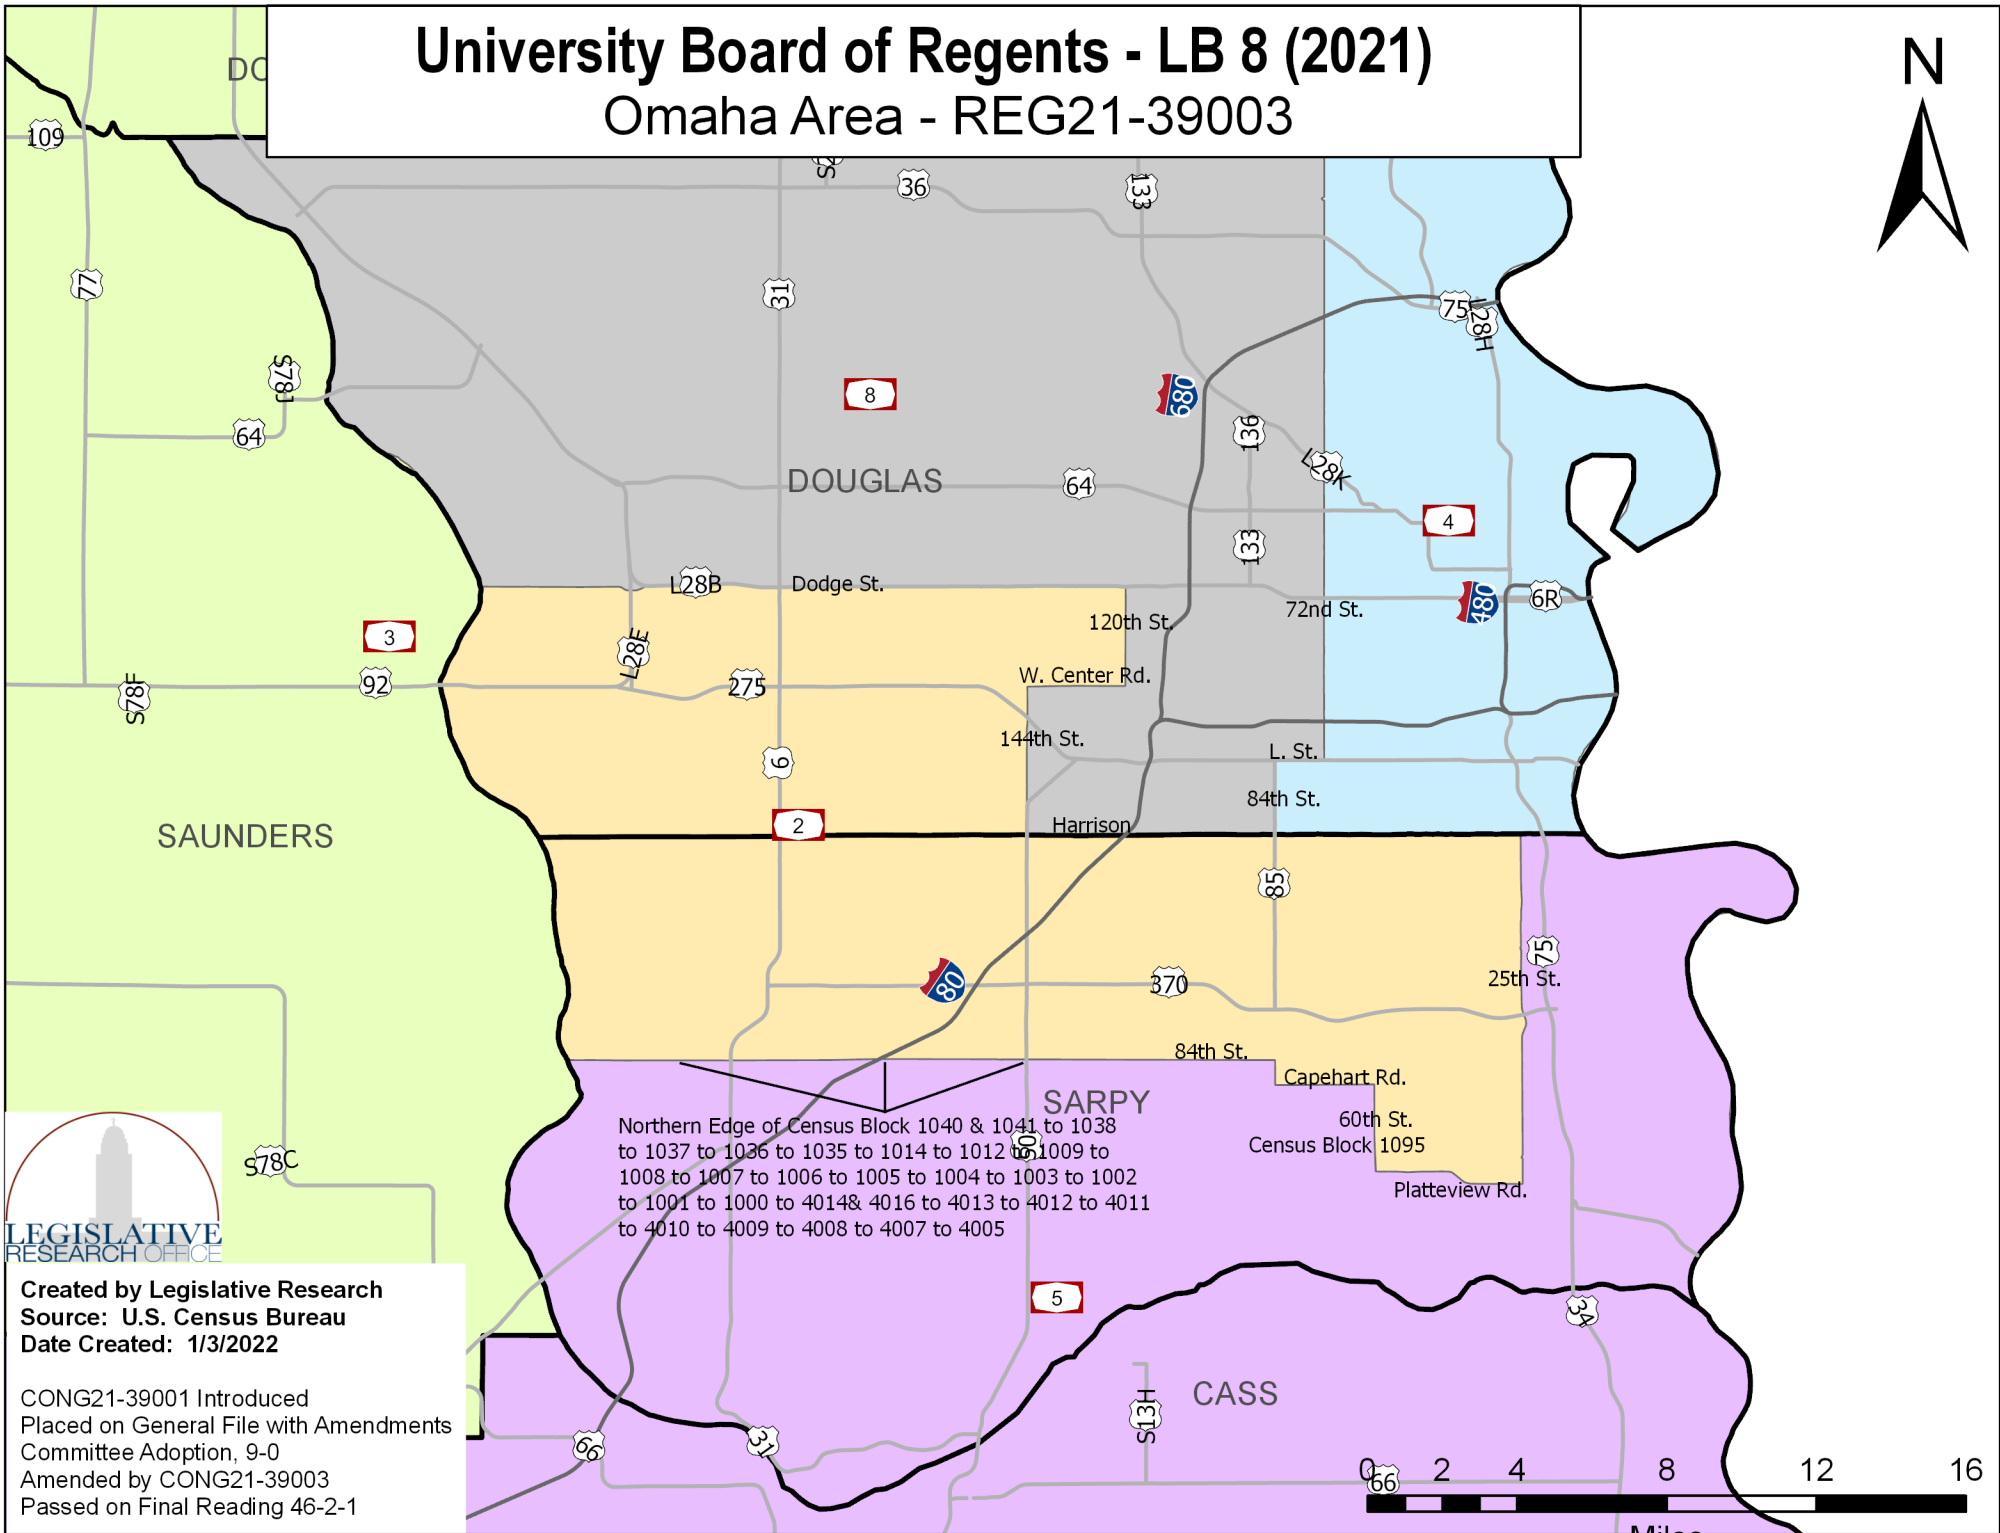 University Board of Regents - LB 8 (2021)
Omaha Area - REG21-39003
N
DO
109
36
133
77
31
75
L28H
S78J
8
680
64
136
DOUGLAS
64
L28K
4
133
L28B
Dodge St.
480
6R
72nd St.
120th St.
3
L28E
W. Center Rd.
92
275
S78F
144th St.
L. St.
6
84th St.
2
Harrison
SAUNDERS
85
75
25th St.
80
370
84th St.
Capehart Rd.
SARPY
60th St.
Census Block 1095
Platteview Rd.
Northern Edge of Census Block 1040 & 1041 to 1038
to 1037 to 1036 to 1035 to 1014 to 1012 to 1009 to
1008 to 1007 to 1006 to 1005 to 1004 to 1003 to 1002
to 1001 to 1000 to 4014& 4016 to 4013 to 4012 to 4011
to 4010 to 4009 to 4008 to 4007 to 4005
50
S78C
LEGISLATIVE
RESEARCH OFFICE
5
34
Created by Legislative Research
Source: U.S. Census Bureau
Date Created: 1/3/2022
CONG21-39001 Introduced
Placed on General File with Amendments
Committee Adoption, 9-0
Amended by CONG21-39003
Passed on Final Reading 46-2-1
CASS
S13H
66
31
66
0 2 4 8 12 16
Miles